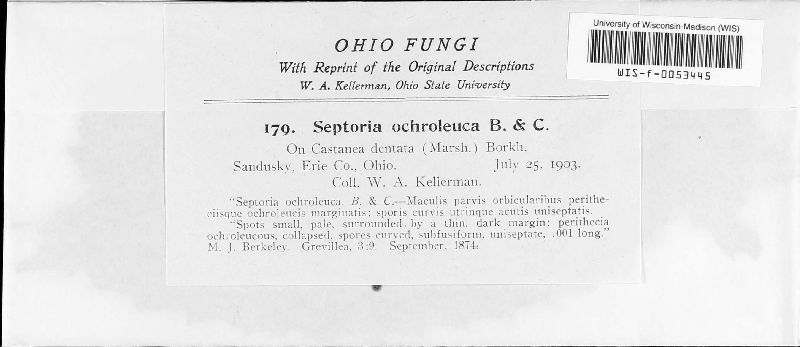 University of Wisconsin-Madison (WIS)
WIS-f-0053445
OHIO FUNGI
With Reprint of the Original Descriptions
W. A. Kellerman, Ohio State University
179. Septoria ochroleuca B. & C.
On Castanea dentata (Marsh.) Borkh.
Sandusky, Erie Co., Ohio. July 25, 1903.
Coll. W. A. Kellerman.
"Septoria ochroleuca. B. & C.—Maculis parvis orbicularibus perithe-
ciisque ochroleucis marginatis; sporis curvis utrinque acutis uniseptatis.
"Spots small, pale, surrounded by a thin, dark margin; perithecia
ochroleucous, collapsed, spores curved, subfusiform, uniseptate, .001 long."
M. J. Berkeley. Grevillea, 3:9. September, 1874.